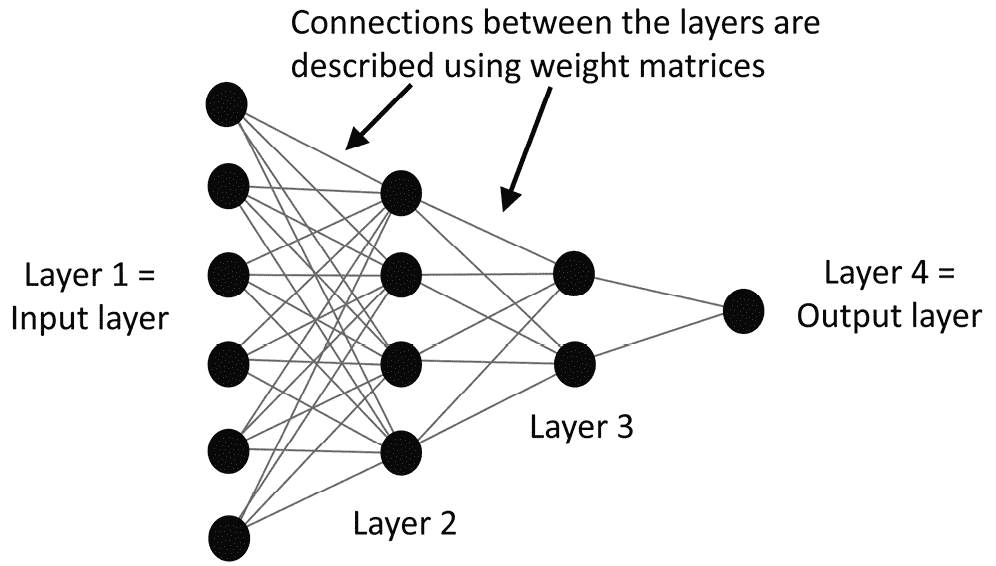 Connections between the layers are
described using weight matrices
Layer 1 =
Input layer
Layer 4 =
Output layer
Layer 3
Layer 2